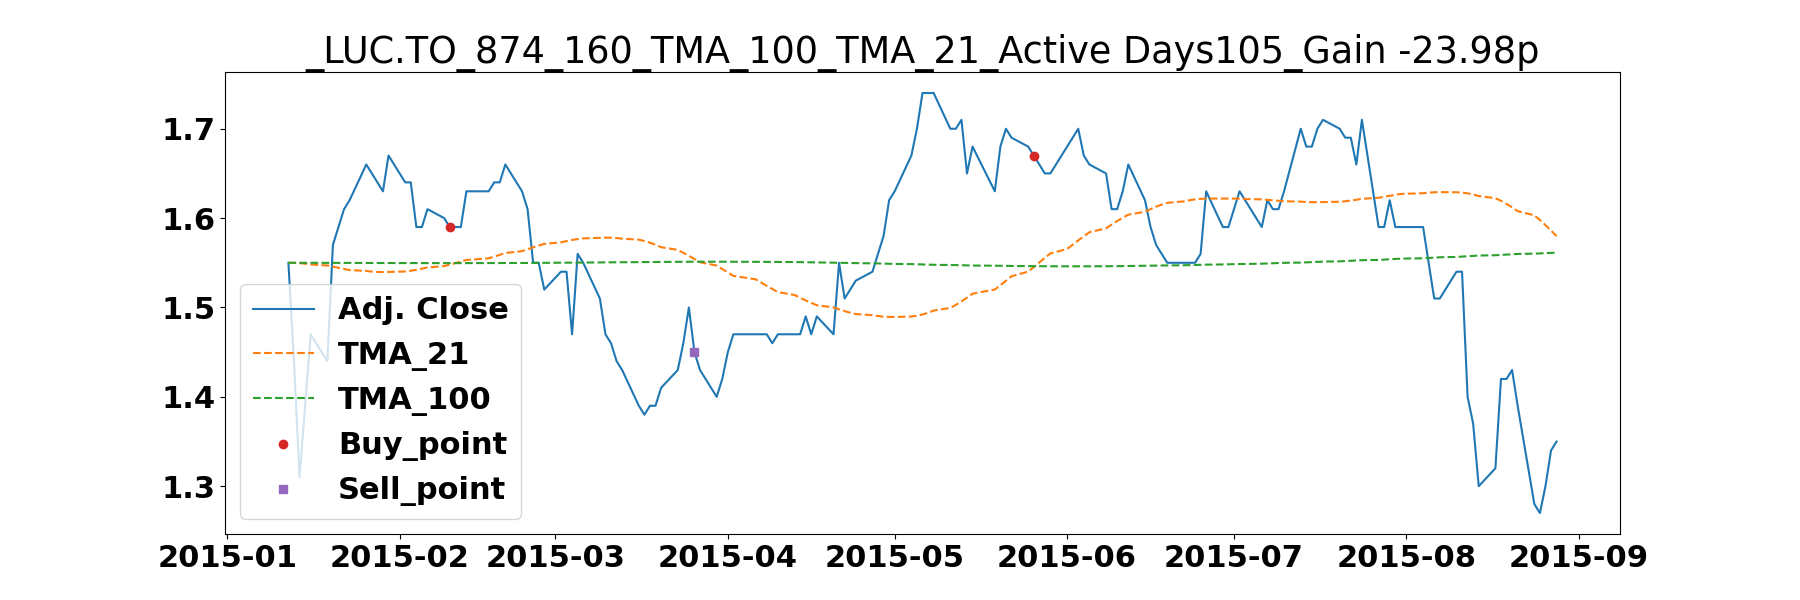 _LUC.TO_874_160_TMA_100_TMA_21_Active Days105_Gain -23.98p
1.7
1.6
1.5
1.4
1.3
Adj. Close
TMA_21
TMA_100
Buy_point
Sell_point
2015-01 2015-02 2015-03 2015-04 2015-05 2015-06 2015-07 2015-08 2015-09